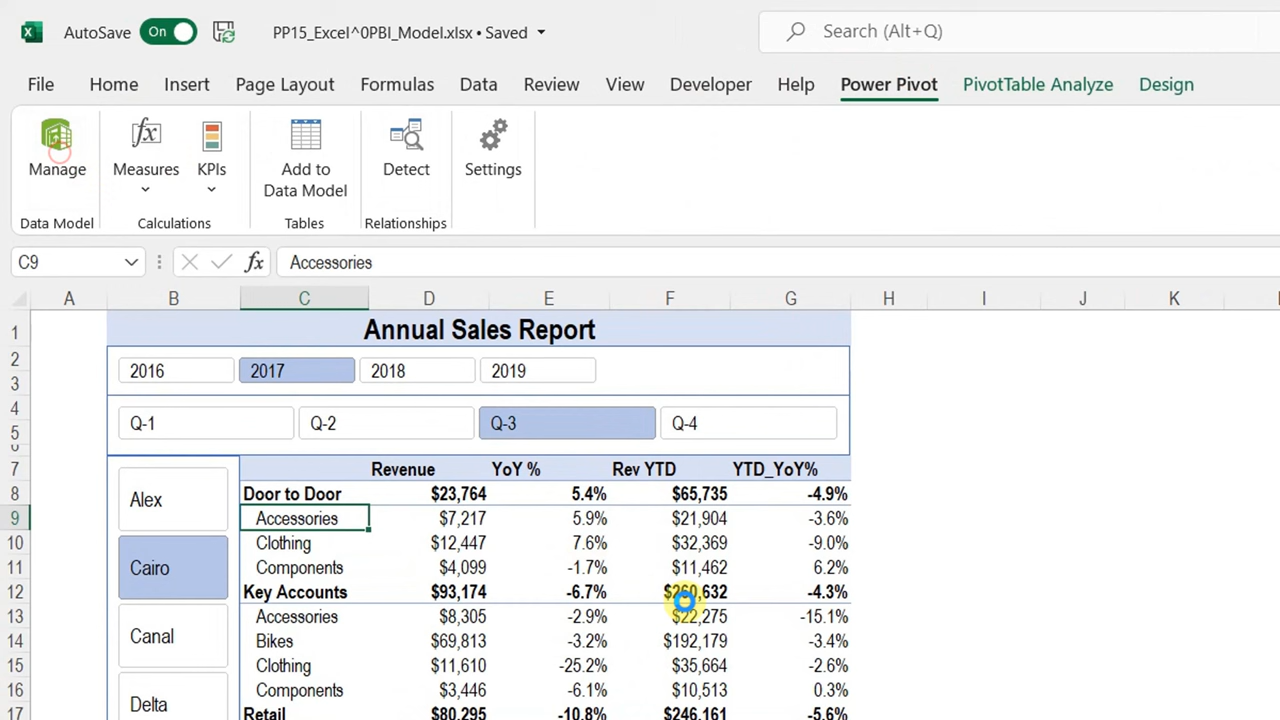 AutoSave On PP15_Excel^0PBI_Model.xlsx • Saved Search (Alt+Q)
File Home Insert Page Layout Formulas Data Review View Developer Help Power Pivot PivotTable Analyze Design
Manage Measures KPIs Add to Data Model Detect Settings
Data Model Calculations Tables Relationships
C9 fx Accessories
A B C D E F G H I J K
1 Annual Sales Report
2 2016 2017 2018 2019
3
4 Q-1 Q-2 Q-3 Q-4
5
7 Revenue YoY % Rev YTD YTD_YoY%
8 Alex Door to Door $23,764 5.4% $65,735 -4.9%
9 Accessories $7,217 5.9% $21,904 -3.6%
10 Clothing $12,447 7.6% $32,369 -9.0%
11 Cairo Components $4,099 -1.7% $11,462 6.2%
12 Key Accounts $93,174 -6.7% $260,632 -4.3%
13 Accessories $8,305 -2.9% $22,275 -15.1%
14 Canal Bikes $69,813 -3.2% $192,179 -3.4%
15 Clothing $11,610 -25.2% $35,664 -2.6%
16 Delta Components $3,446 -6.1% $10,513 0.3%
17 Retail $80,295 -10.8% $246,161 -5.6%